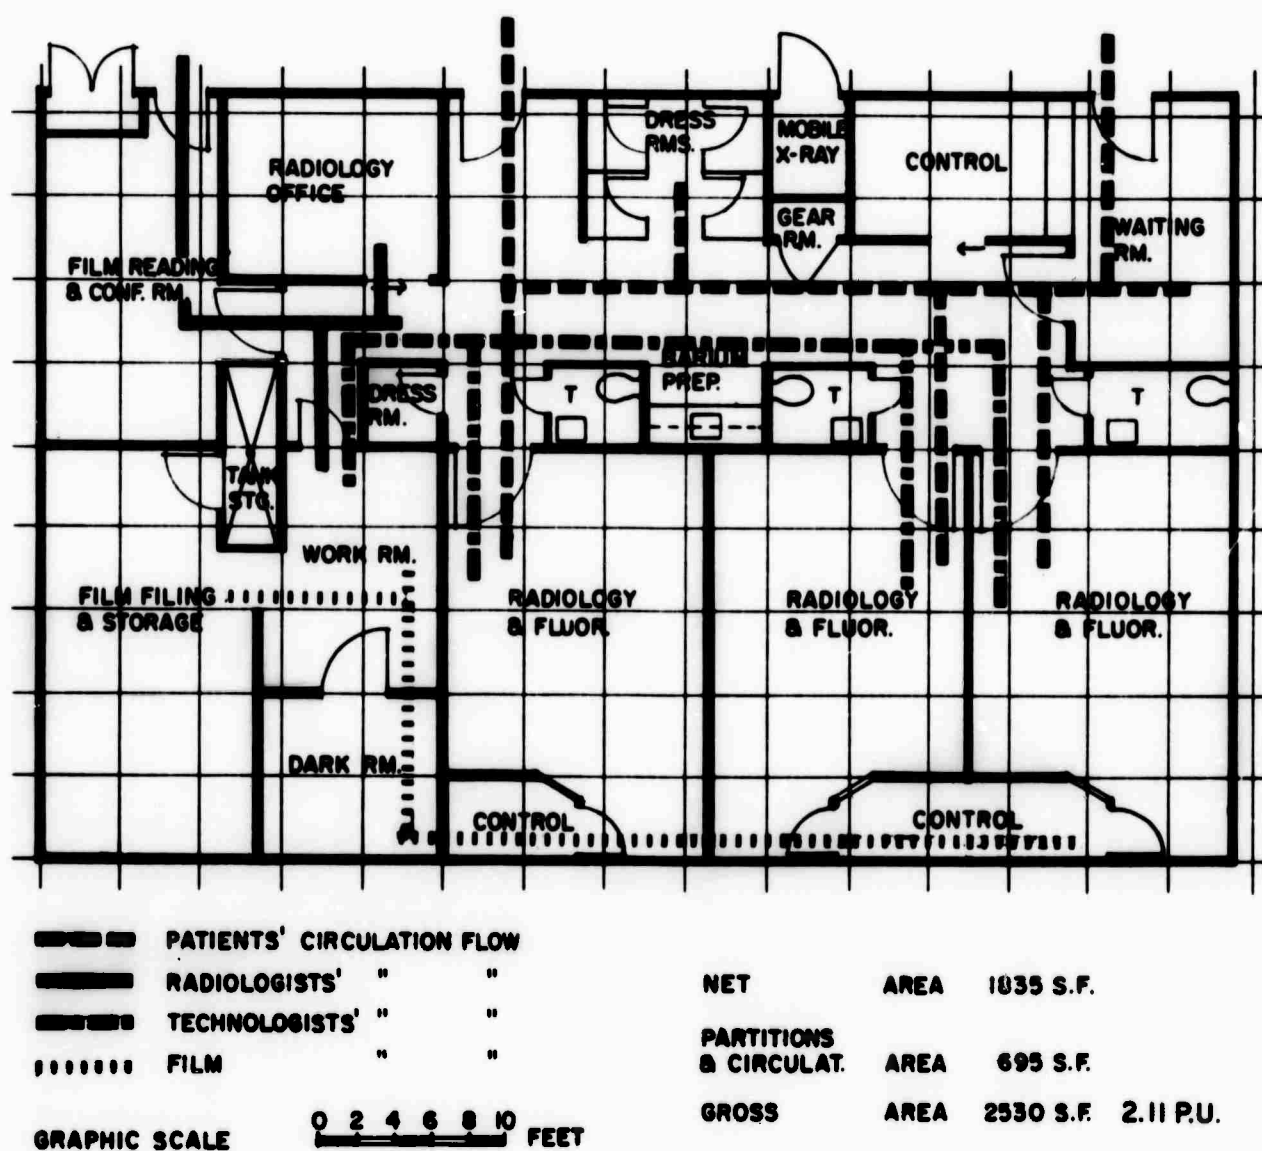 DRESS
RMS.
MOBILE
X-RAY
CONTROL
RADIOLOGY
OFFICE
GEAR
RM.
WAITING
RM.
FILM READING
& CONF. RM.
BARIUM
PREP.
DRESS
RM.
T
T
T
TANK
STG.
WORK RM.
FILM FILING
& STORAGE
RADIOLOGY
& FLUOR.
RADIOLOGY
& FLUOR.
RADIOLOGY
& FLUOR.
DARK RM.
CONTROL
CONTROL
PATIENTS' CIRCULATION FLOW
RADIOLOGISTS' " "
TECHNOLOGISTS' " "
FILM " "
GRAPHIC SCALE 0 2 4 6 8 10 FEET
NET AREA 1835 S.F.
PARTITIONS
& CIRCULAT. AREA 695 S.F.
GROSS AREA 2530 S.F. 2.11 P.U.